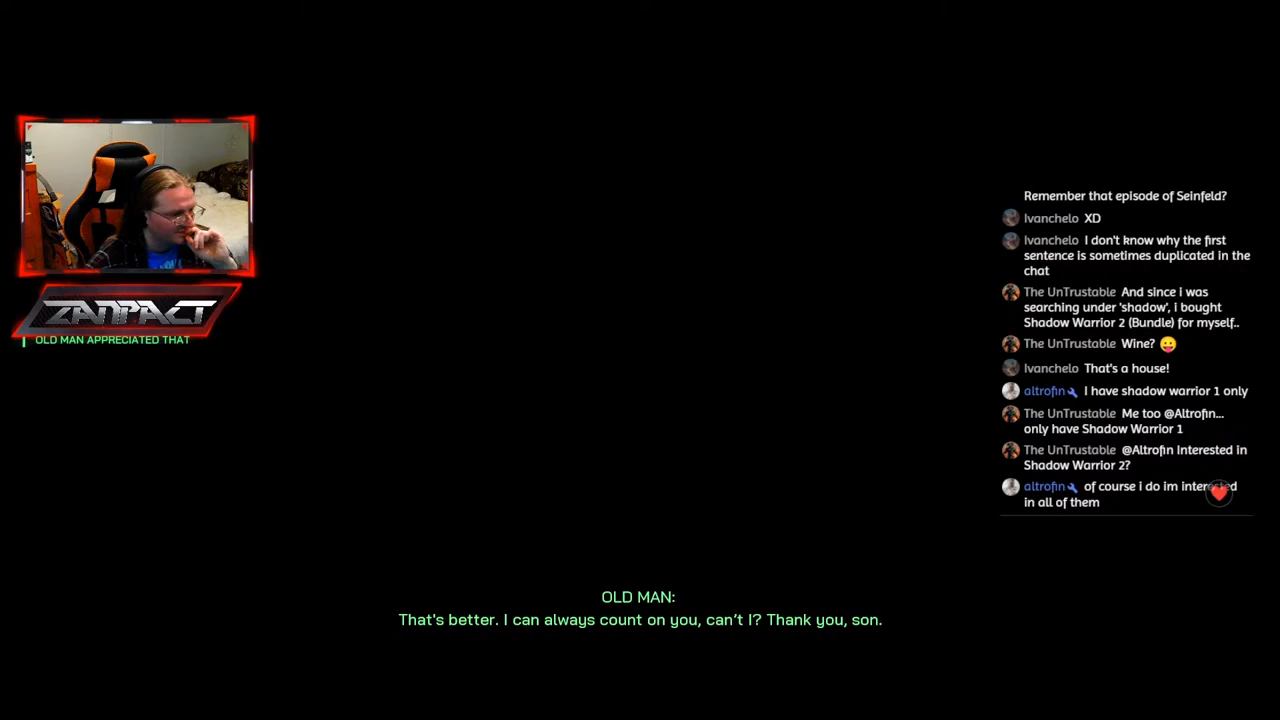 ZANPACT
OLD MAN APPRECIATED THAT
Remember that episode of Seinfeld?
Ivanchelo XD
Ivanchelo I don't know why the first
sentence is sometimes duplicated in the
chat
The UnTrustable And since i was
searching under 'shadow', i bought
Shadow Warrior 2 (Bundle) for myself..
The UnTrustable Wine? 😛
Ivanchelo That's a house!
altrofin I have shadow warrior 1 only
The UnTrustable Me too @Altrofin...
only have Shadow Warrior 1
The UnTrustable @Altrofin Interested in
Shadow Warrior 2?
altrofin of course i do im interested
in all of them
OLD MAN:
That's better. I can always count on you, can't I? Thank you, son.